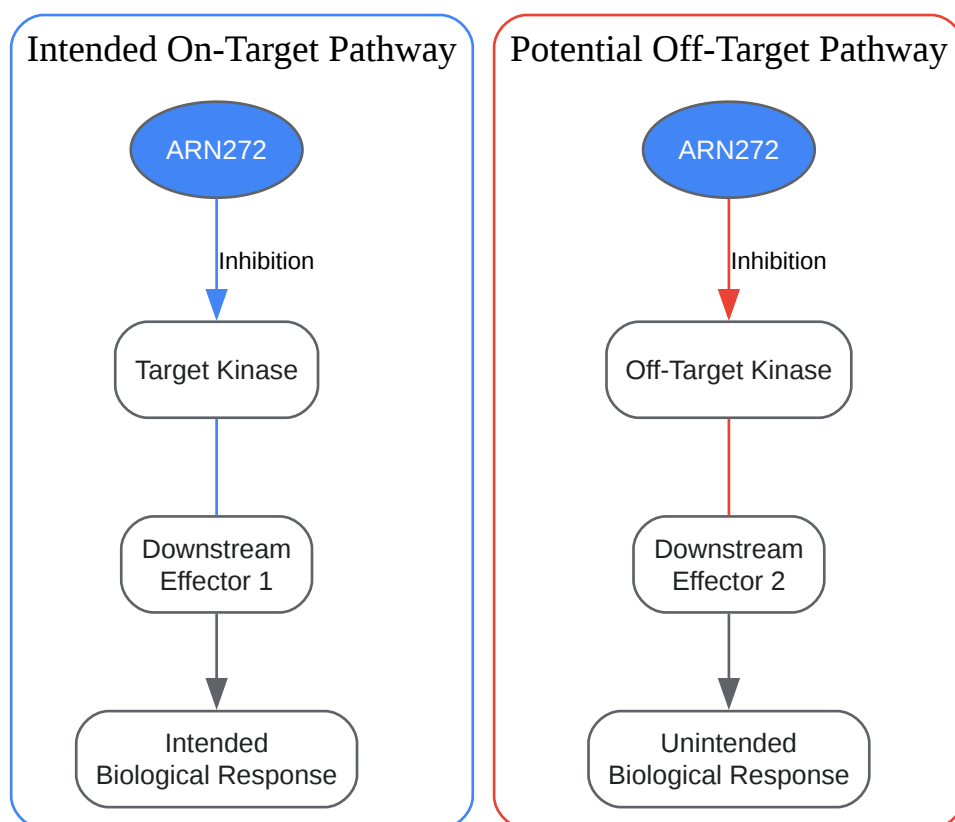 Intended On-Target Pathway
ARN272
Inhibition
Target Kinase
Downstream
Effector 1
Intended
Biological Response
Potential Off-Target Pathway
ARN272
Inhibition
Off-Target Kinase
Downstream
Effector 2
Unintended
Biological Response